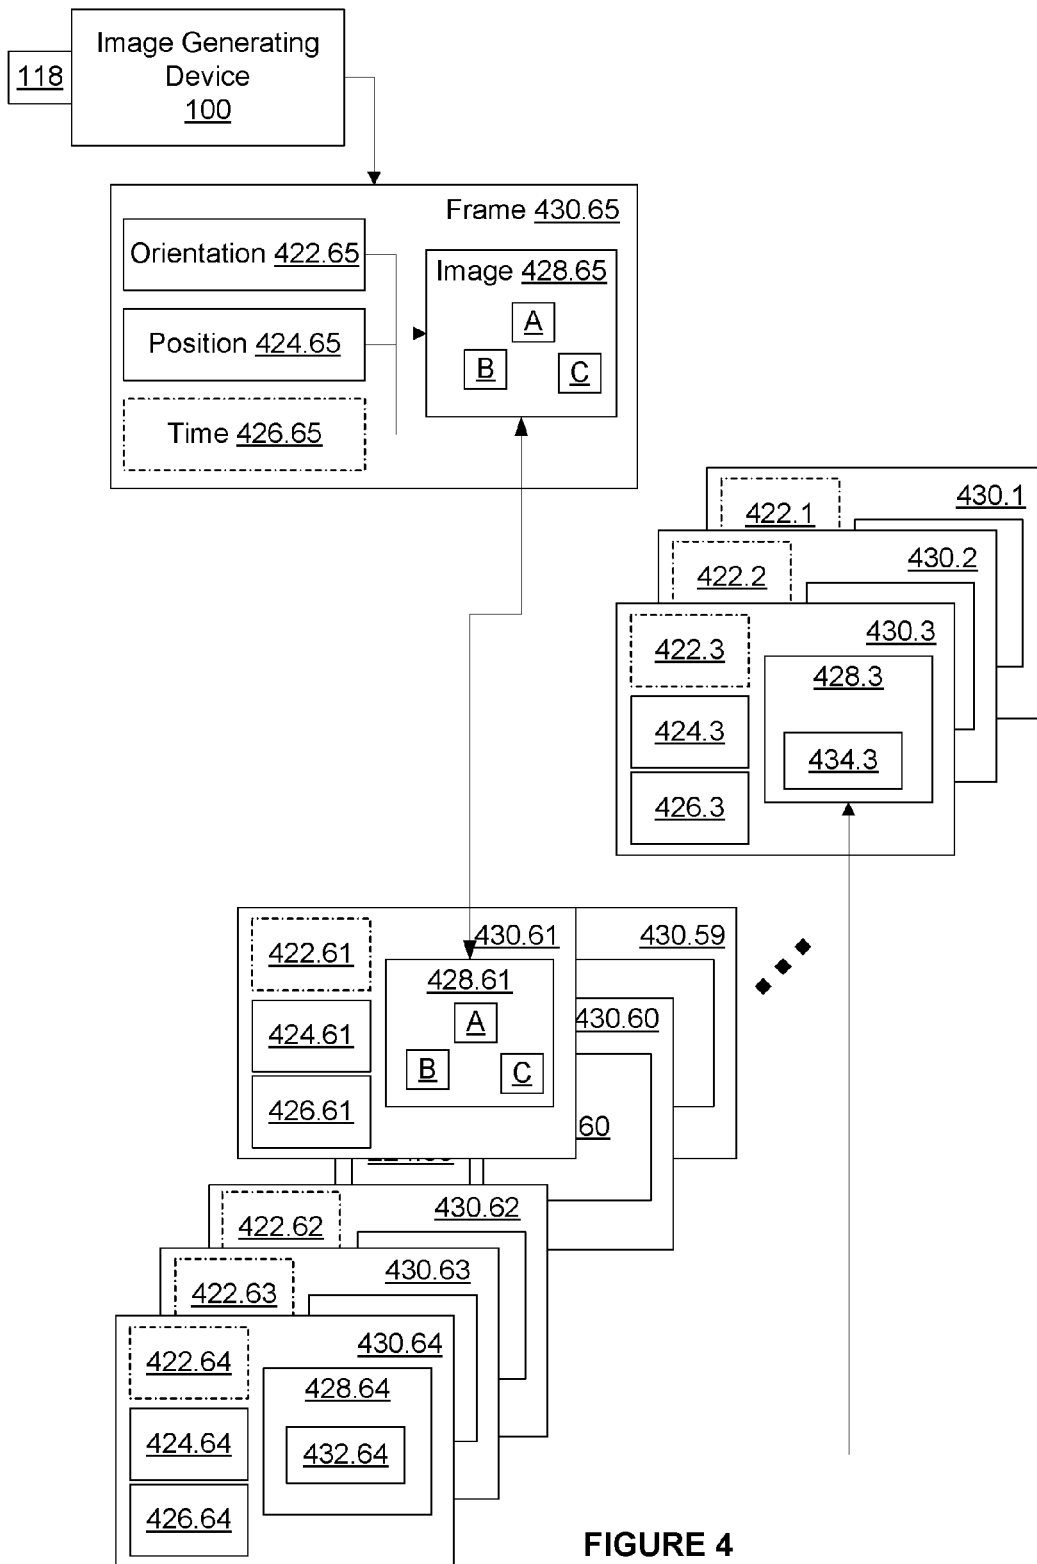 Image Generating
Device
100
118
Frame 430.65
Orientation 422.65
Image 428.65
A
Position 424.65
B
C
Time 426.65
422.1
430.1
422.2
430.2
422.3
430.3
428.3
424.3
434.3
426.3
422.61
430.61
430.59
428.61
424.61
A
430.60
B
C
426.61
60
422.62
430.62
422.63
430.63
422.64
430.64
428.64
424.64
432.64
426.64
FIGURE 4